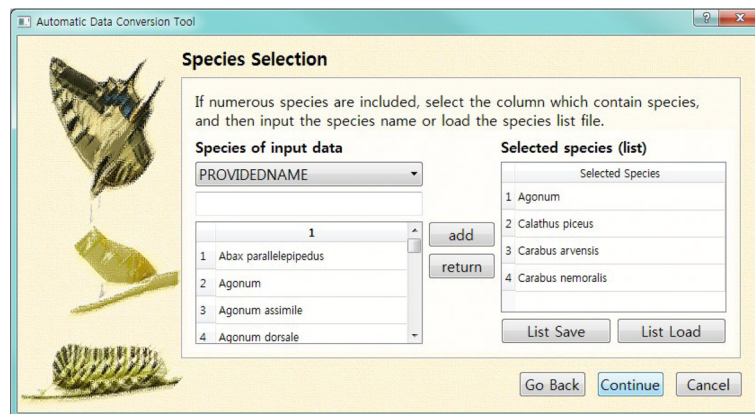 Automatic Data Conversion Tool
Species Selection
If numerous species are included, select the column which contain species,
and then input the species name or load the species list file.
Species of input data
PROVIDEDNAME
1
1 Abax parallelepipedus
2 Agonum
3 Agonum assimile
4 Agonum dorsale
add
return
Selected species (list)
Selected Species
1 Agonum
2 Calathus piceus
3 Carabus arvensis
4 Carabus nemoralis
List Save
List Load
Go Back
Continue
Cancel